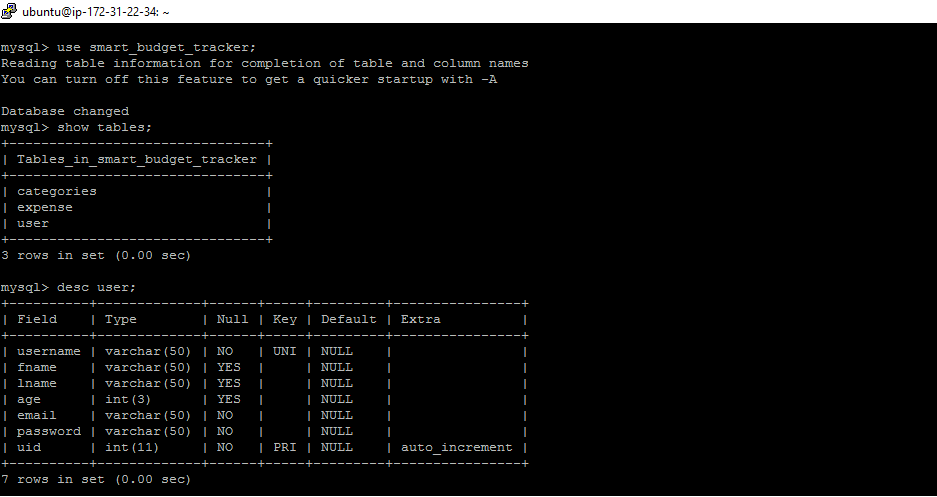 ubuntu@ip-172-31-22-34: ~
mysql> use smart_budget_tracker;
Reading table information for completion of table and column names
You can turn off this feature to get a quicker startup with -A
Database changed
mysql> show tables;
+--------------------------------+
| Tables_in_smart_budget_tracker |
+--------------------------------+
| categories                     |
| expense                        |
| user                           |
+--------------------------------+
3 rows in set (0.00 sec)
mysql> desc user;
+----------+-------------+------+-----+---------+----------------+
| Field    | Type        | Null | Key | Default | Extra          |
+----------+-------------+------+-----+---------+----------------+
| username | varchar(50) | NO   | UNI | NULL    |                |
| fname    | varchar(50) | YES  |     | NULL    |                |
| lname    | varchar(50) | YES  |     | NULL    |                |
| age      | int(3)      | YES  |     | NULL    |                |
| email    | varchar(50) | NO   |     | NULL    |                |
| password | varchar(50) | NO   |     | NULL    |                |
| uid      | int(11)     | NO   | PRI | NULL    | auto_increment |
+----------+-------------+------+-----+---------+----------------+
7 rows in set (0.00 sec)